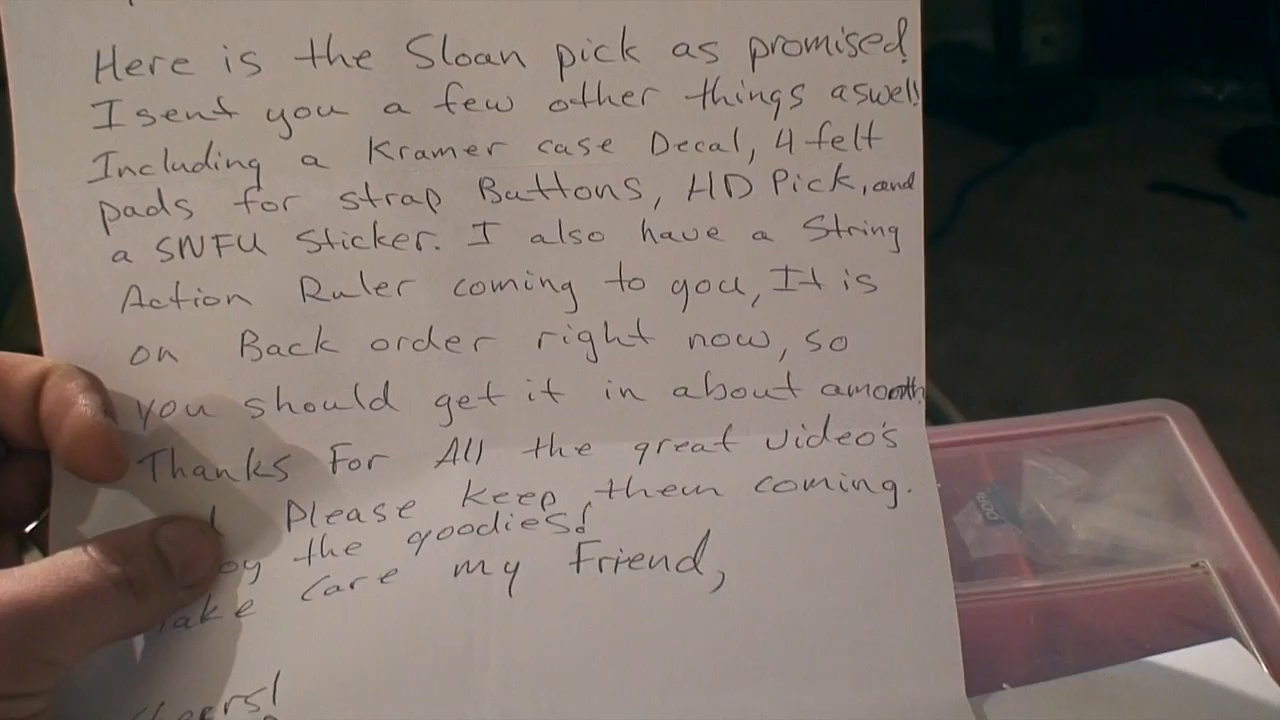 Here is the Sloan pick as promised!
I sent you a few other things aswell!
Including a Kramer case Decal, 4 felt
pads for strap Buttons, HD Pick, and
a SNFU Sticker. I also have a String
Action Ruler coming to you, It is
on Back order right now, so
you should get it in about a month
Thanks For All the great video's
Please keep them coming.
the goodies!
Take care my Friend,
Cheers!